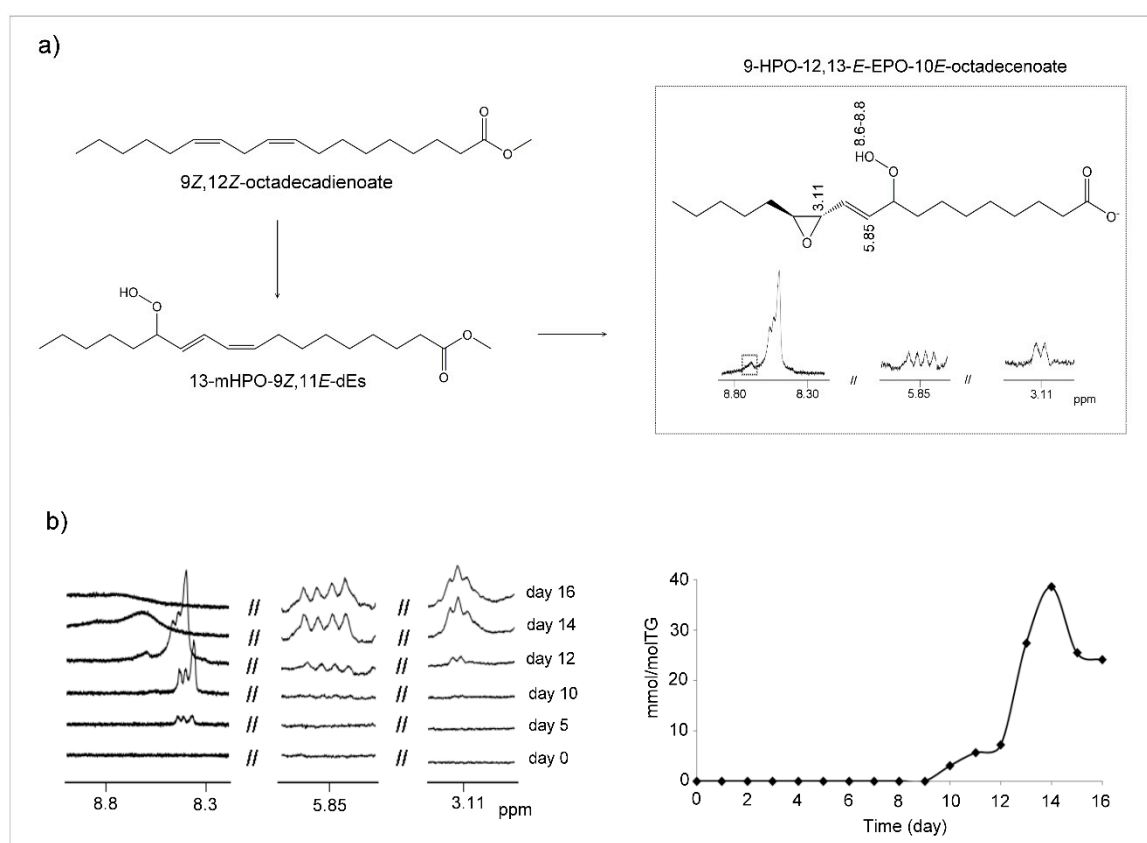 a)
9-HPO-12,13-E-EPO-10E-octadecenoate
O
O
9Z,12Z-octadecadienoate
8.6-8.8
HO
O
3.11
O
5.85
O
O⁻
HO
O
O
O
13-mHPO-9Z,11E-dEs
// //
8.80 8.30 5.85 3.11 ppm
b)
// // day 16
// // day 14
// // day 12
// // day 10
// // day 5
// // day 0
8.8 8.3 5.85 3.11 ppm
40
30
20
10
0
mmol/molTG
0 2 4 6 8 10 12 14 16
Time (day)